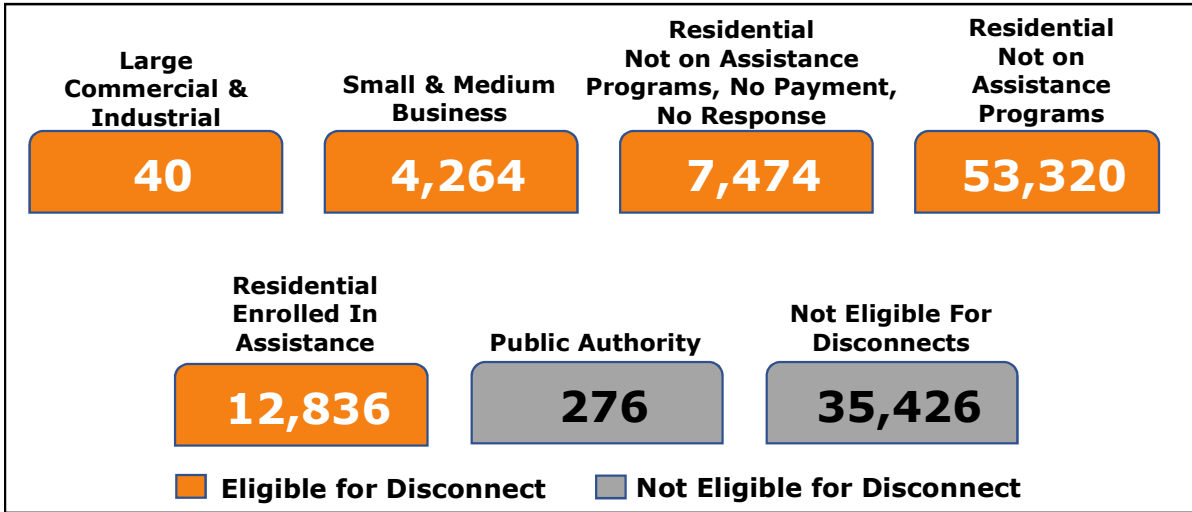 Large
Commercial &
Industrial
40
Small & Medium
Business
4,264
Residential
Not on Assistance
Programs, No Payment,
No Response
7,474
Residential
Not on
Assistance
Programs
53,320
Residential
Enrolled In
Assistance
12,836
Public Authority
276
Not Eligible For
Disconnects
35,426
Eligible for Disconnect
Not Eligible for Disconnect